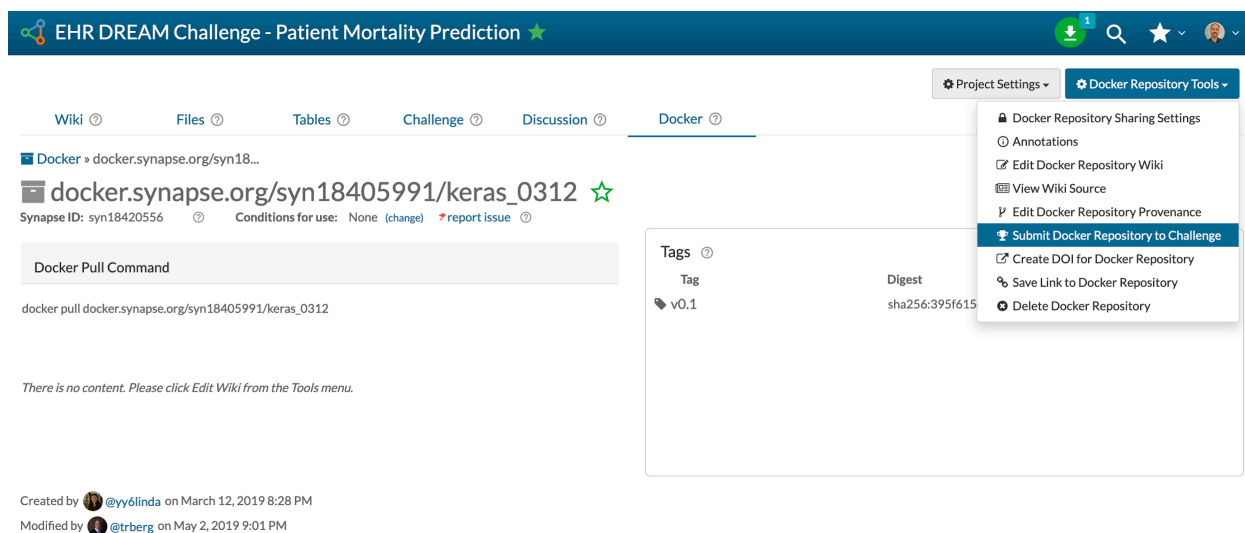 EHR DREAM Challenge - Patient Mortality Prediction
1
Project Settings
Docker Repository Tools
Wiki
Files
Tables
Challenge
Discussion
Docker
Docker Repository Sharing Settings
Annotations
Edit Docker Repository Wiki
View Wiki Source
Edit Docker Repository Provenance
Submit Docker Repository to Challenge
Create DOI for Docker Repository
Save Link to Docker Repository
Delete Docker Repository
Docker » docker.synapse.org/syn18...
docker.synapse.org/syn18405991/keras_0312
Synapse ID: syn18420556 Conditions for use: None (change) report issue
Docker Pull Command
docker pull docker.synapse.org/syn18405991/keras_0312
There is no content. Please click Edit Wiki from the Tools menu.
Tags
Tag Digest
v0.1 sha256:395f615
Created by @yy6linda on March 12, 2019 8:28 PM
Modified by @trberg on May 2, 2019 9:01 PM